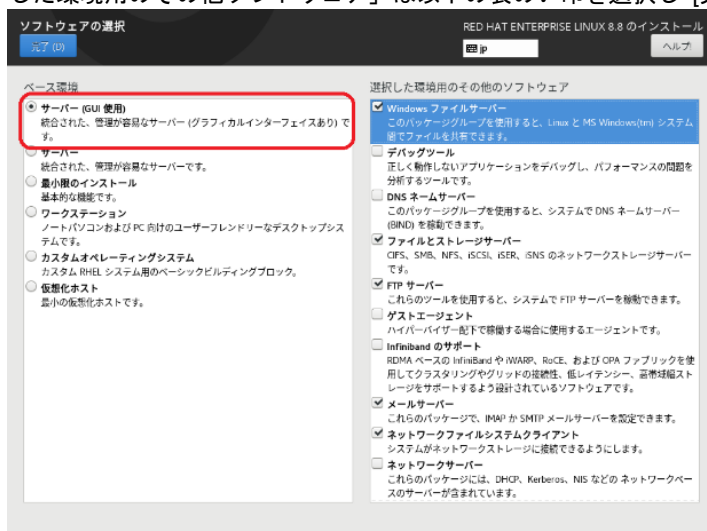 ソフトウェアの選択
完了 (D)
RED HAT ENTERPRISE LINUX 8.8 のインストール
jp
ヘルプ!
ベース環境
サーバー (GUI 使用)
統合された、管理が容易なサーバー (グラフィカルインターフェイスあり) で
す。
サーバー
統合された、管理が容易なサーバーです。
最小限のインストール
基本的な機能です。
ワークステーション
ノートパソコンおよび PC 向けのユーザーフレンドリーなデスクトップシス
テムです。
カスタムオペレーティングシステム
カスタム RHEL システム用のベーシックビルディングブロック。
仮想化ホスト
最小の仮想化ホストです。
選択した環境用のその他のソフトウェア
Windows ファイルサーバー
このパッケージグループを使用すると、Linux と MS Windows(tm) システム
間でファイルを共有できます。
デバッグツール
正しく動作しないアプリケーションをデバッグし、パフォーマンスの問題を
分析するツールです。
DNS ネームサーバー
このパッケージグループを使用すると、システムで DNS ネームサーバー
(BIND) を稼動できます。
ファイルとストレージサーバー
CIFS、SMB、NFS、iSCSI、iSER、iSNS のネットワークストレージサーバー
です。
FTP サーバー
これらのツールを使用すると、システムで FTP サーバーを稼動できます。
ゲストエージェント
ハイパーバイザー配下で稼働する場合に使用するエージェントです。
Infiniband のサポート
RDMA ベースの InfiniBand や iWARP、RoCE、および OPA ファブリックを使
用してクラスタリングやグリッドの接続性、低レイテンシー、高帯域幅スト
レージをサポートするよう設計されているソフトウェアです。
メールサーバー
これらのパッケージで、IMAP か SMTP メールサーバーを設定できます。
ネットワークファイルシステムクライアント
システムがネットワークストレージに接続できるようにします。
ネットワークサーバー
これらのパッケージには、DHCP、Kerberos、NIS などの ネットワークベー
スのサーバーが含まれています。